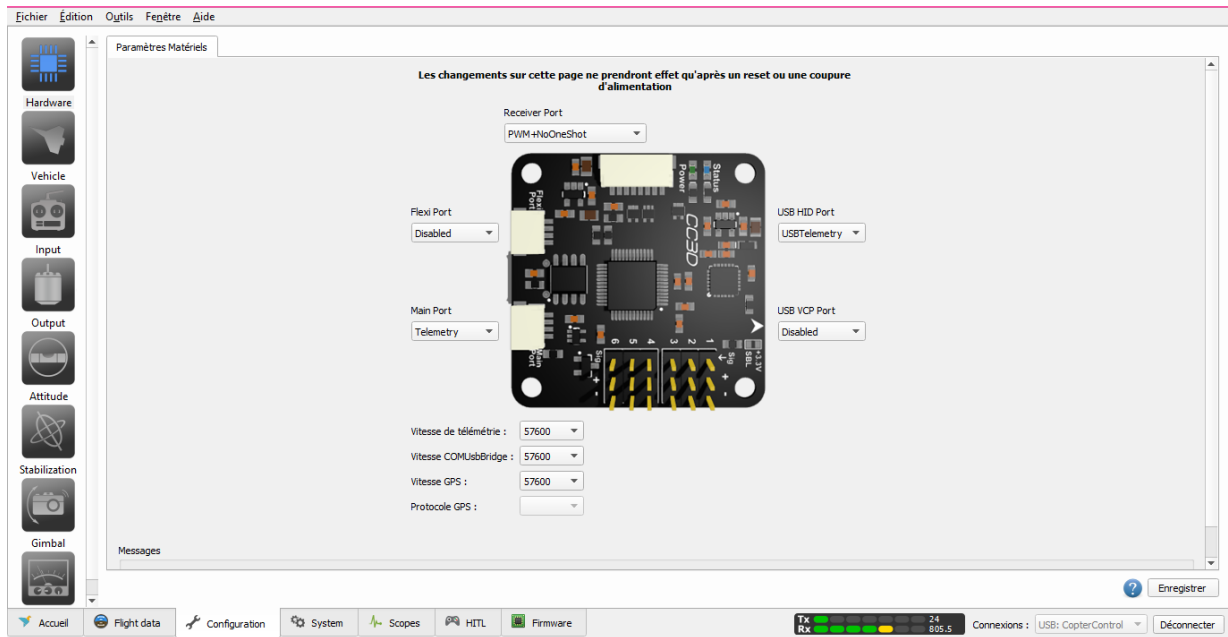 Fichier Édition Outils Fenêtre Aide
Paramètres Matériels
Les changements sur cette page ne prendront effet qu'après un reset ou une coupure
d'alimentation
Hardware
Vehicle
Input
Output
Attitude
Stabilization
Gimbal
Receiver Port
PWM+NoOneShot
Flexi Port
Disabled
Main Port
Telemetry
USB HID Port
USBTelemetry
USB VCP Port
Disabled
Flexi
Port
Power
Status
CC3D
Main
Port
6 5 4 3 2 1
Sig
+
-
Sig
+
-
SBL
+3.3V
Vitesse de télémétrie : 57600
Vitesse COMUsbBridge : 57600
Vitesse GPS : 57600
Protocole GPS :
Messages
Enregistrer
Accueil Flight data Configuration System Scopes HITL Firmware
Tx 24
Rx 805.5
Connexions : USB: CopterControl Déconnecter